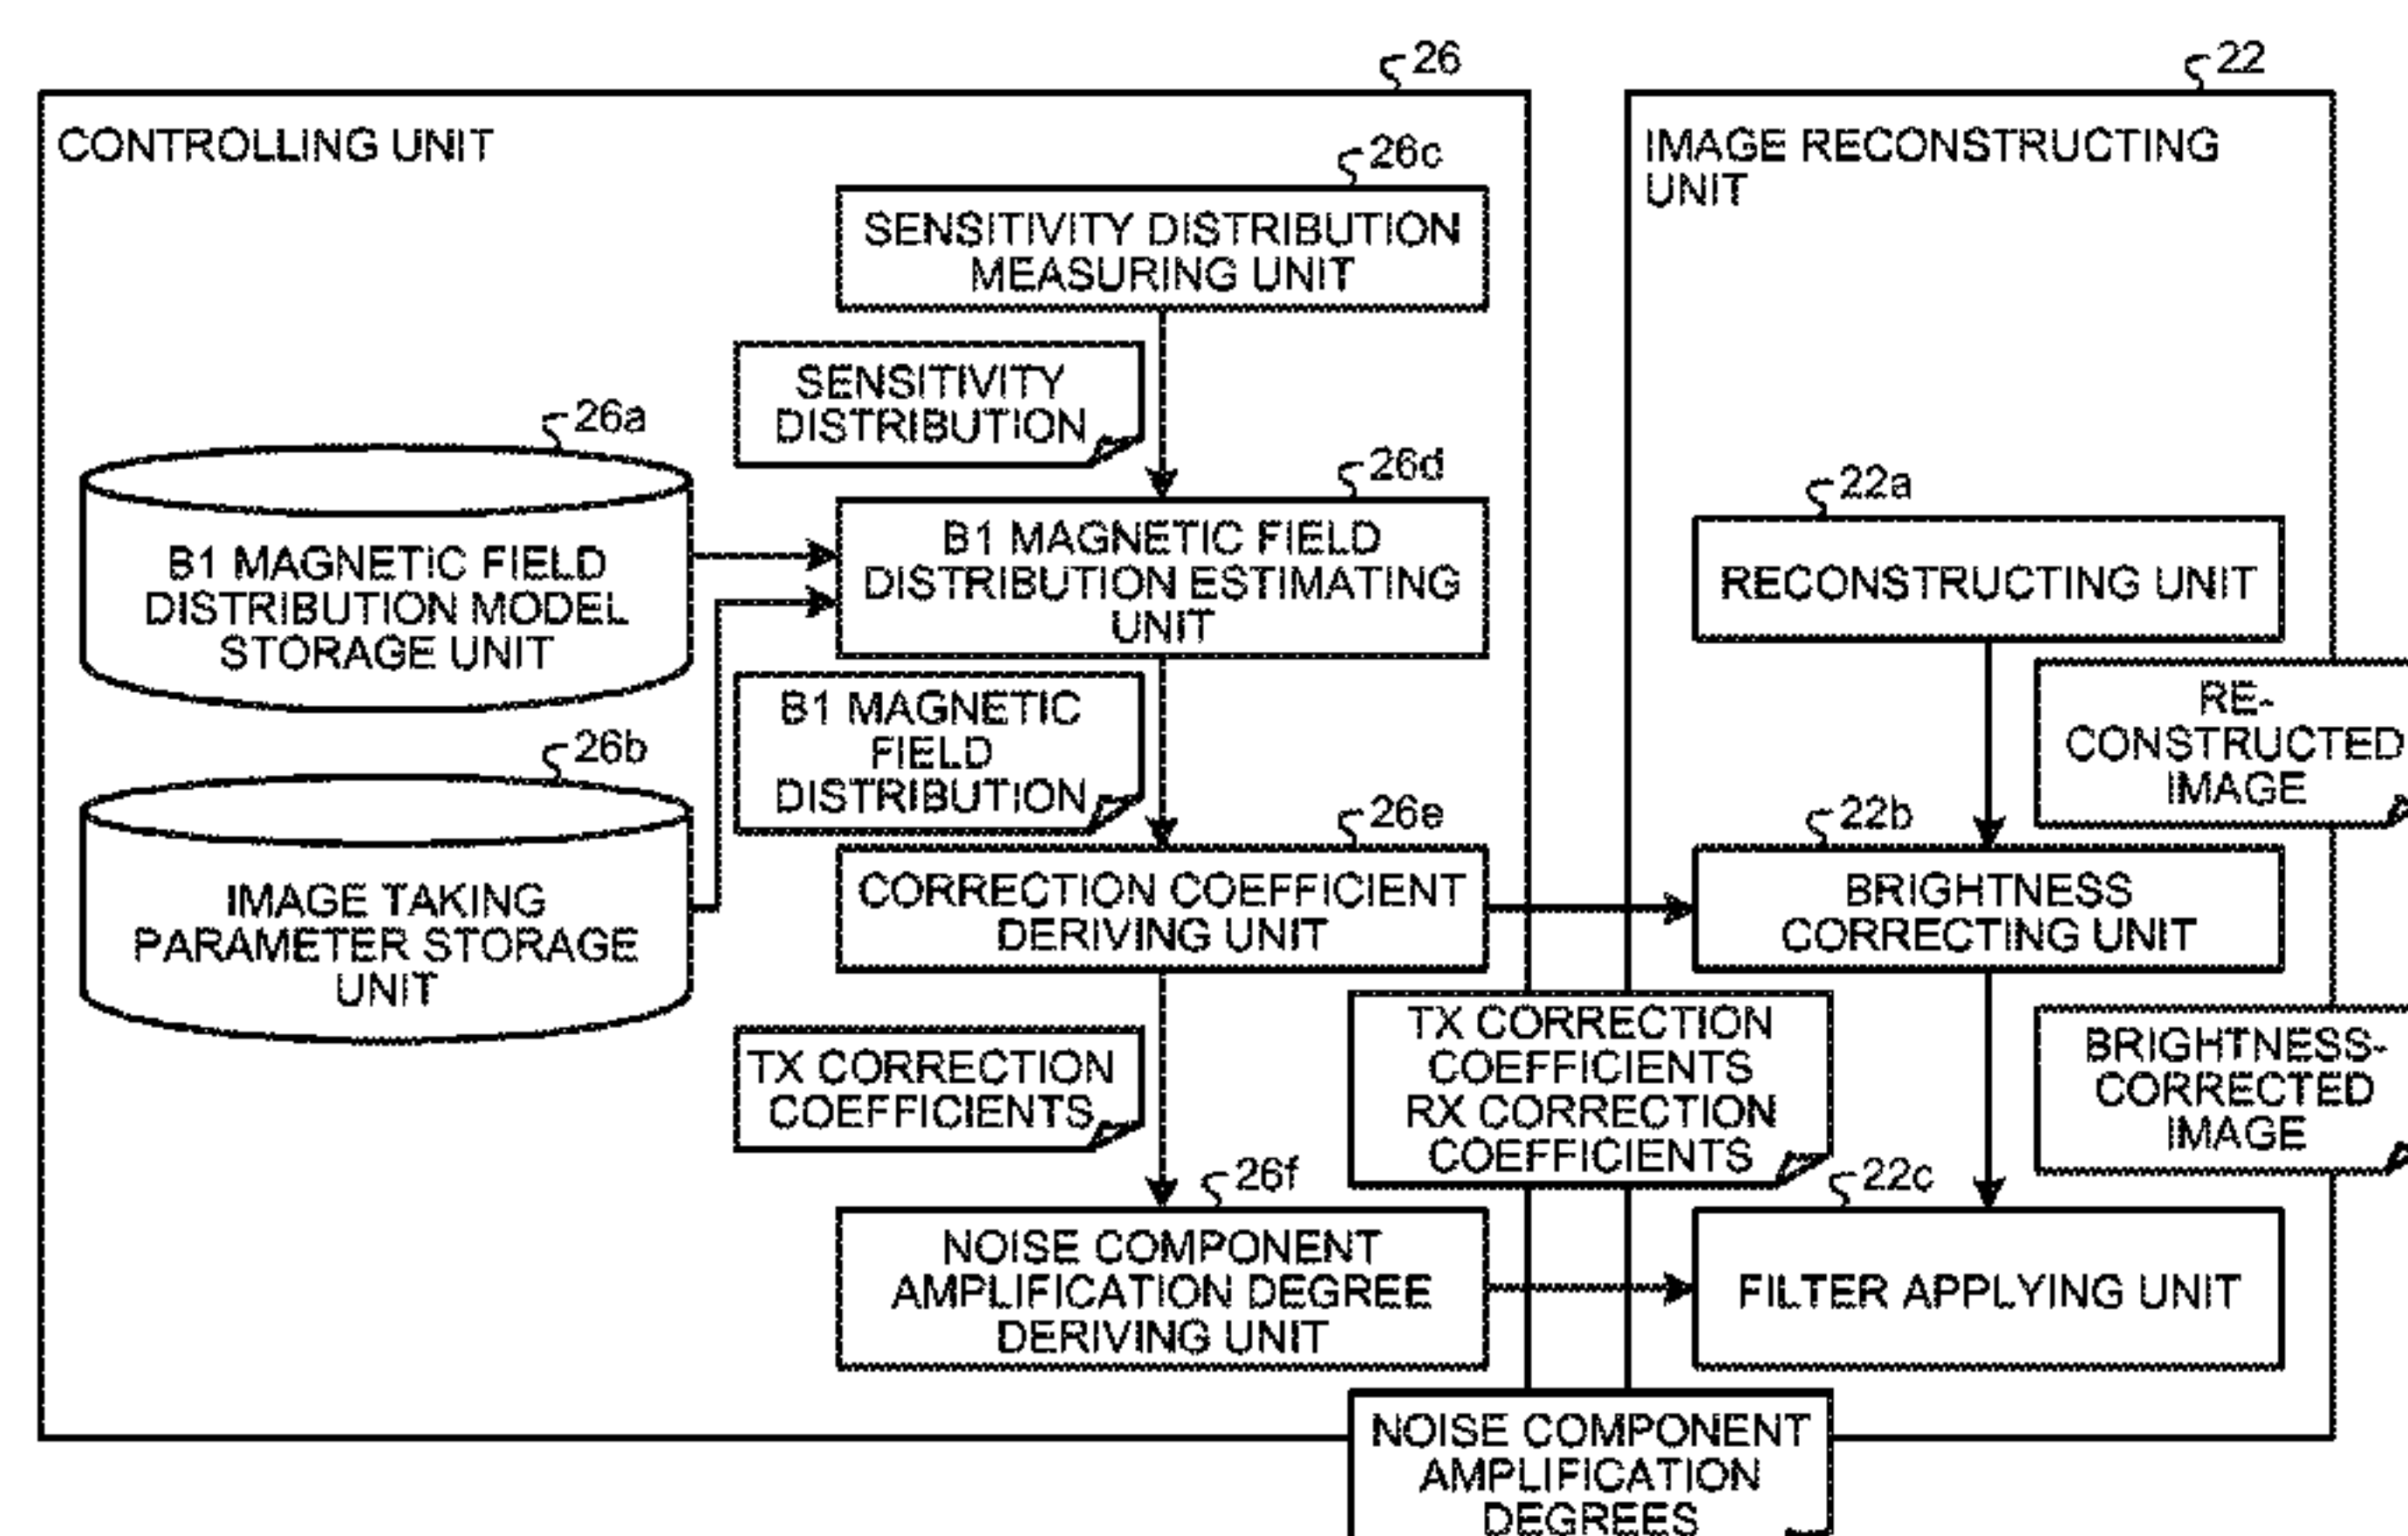 26
22
CONTROLLING UNIT
IMAGE RECONSTRUCTING
UNIT
26c
SENSITIVITY DISTRIBUTION
MEASURING UNIT
SENSITIVITY
DISTRIBUTION
26a
B1 MAGNETIC FIELD
DISTRIBUTION MODEL
STORAGE UNIT
26d
B1 MAGNETIC FIELD
DISTRIBUTION ESTIMATING
UNIT
22a
RECONSTRUCTING UNIT
B1 MAGNETIC
FIELD
DISTRIBUTION
RE-
CONSTRUCTED
IMAGE
26b
IMAGE TAKING
PARAMETER STORAGE
UNIT
26e
CORRECTION COEFFICIENT
DERIVING UNIT
22b
BRIGHTNESS
CORRECTING UNIT
TX CORRECTION
COEFFICIENTS
TX CORRECTION
COEFFICIENTS
RX CORRECTION
COEFFICIENTS
BRIGHTNESS-
CORRECTED
IMAGE
26f
NOISE COMPONENT
AMPLIFICATION DEGREE
DERIVING UNIT
22c
FILTER APPLYING UNIT
NOISE COMPONENT
AMPLIFICATION
DEGREES